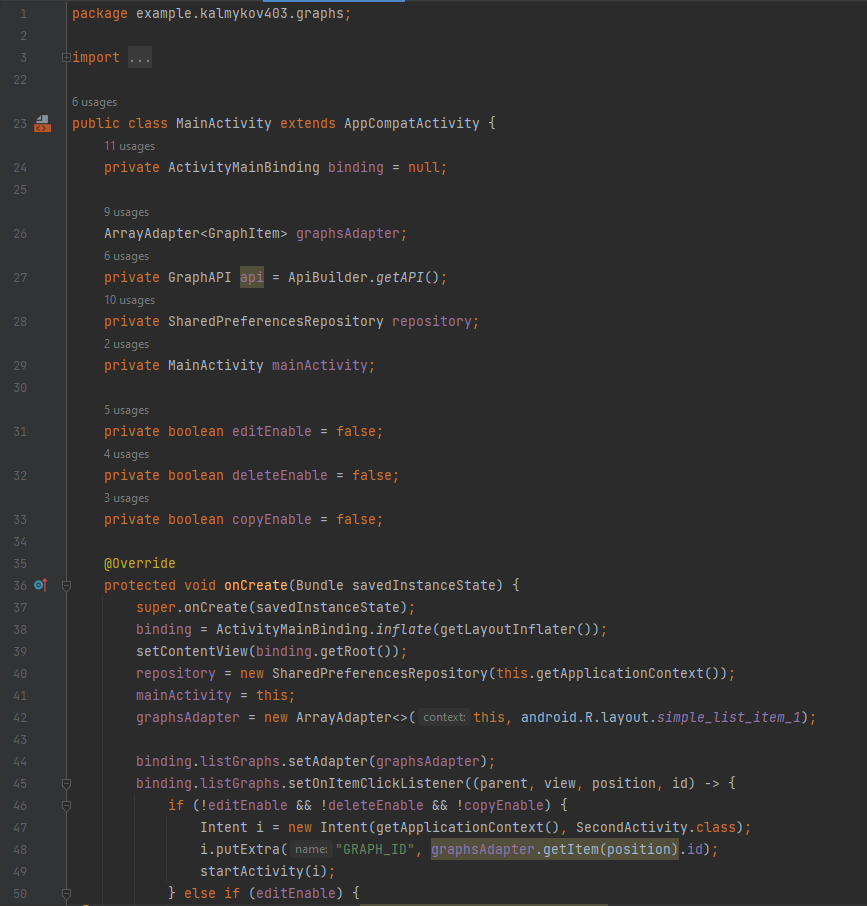 1 package example.kalmykov403.graphs;
2
3 import ...
22
6 usages
23 public class MainActivity extends AppCompatActivity {
11 usages
24 private ActivityMainBinding binding = null;
25
9 usages
26 ArrayAdapter<GraphItem> graphsAdapter;
6 usages
27 private GraphAPI api = ApiBuilder.getAPI();
10 usages
28 private SharedPreferencesRepository repository;
2 usages
29 private MainActivity mainActivity;
30
5 usages
31 private boolean editEnable = false;
4 usages
32 private boolean deleteEnable = false;
3 usages
33 private boolean copyEnable = false;
34
35 @Override
36 protected void onCreate(Bundle savedInstanceState) {
37 super.onCreate(savedInstanceState);
38 binding = ActivityMainBinding.inflate(getLayoutInflater());
39 setContentView(binding.getRoot());
40 repository = new SharedPreferencesRepository(this.getApplicationContext());
41 mainActivity = this;
42 graphsAdapter = new ArrayAdapter<>( context: this, android.R.layout.simple_list_item_1);
43
44 binding.listGraphs.setAdapter(graphsAdapter);
45 binding.listGraphs.setOnItemClickListener((parent, view, position, id) -> {
46 if (!editEnable && !deleteEnable && !copyEnable) {
47 Intent i = new Intent(getApplicationContext(), SecondActivity.class);
48 i.putExtra( name: "GRAPH_ID", graphsAdapter.getItem(position).id);
49 startActivity(i);
50 } else if (editEnable) {